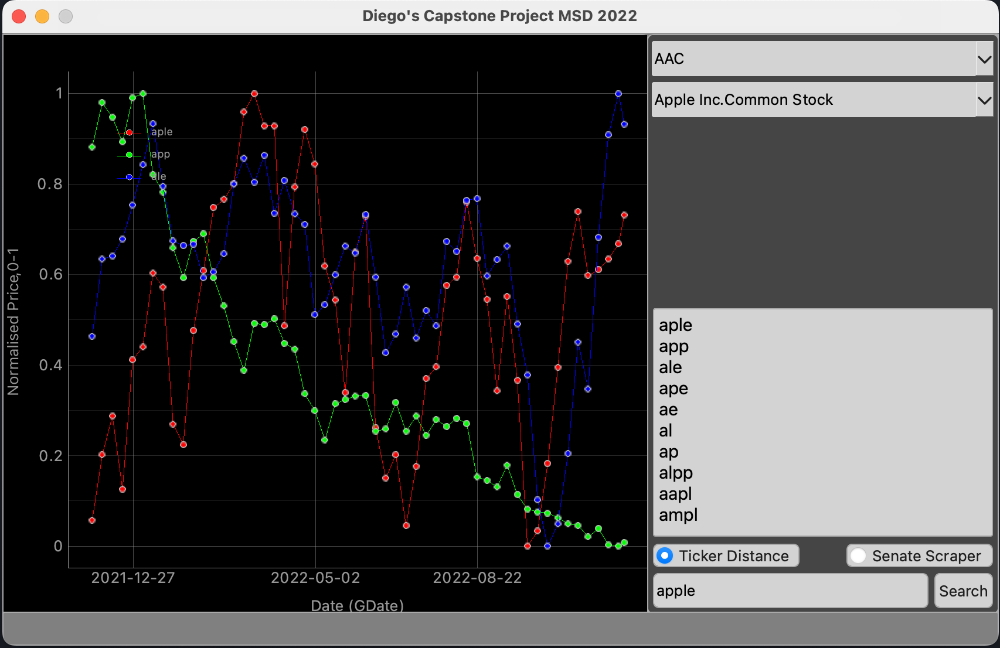 Diego's Capstone Project MSD 2022
AAC
Apple Inc.Common Stock
1
0.8
0.6
0.4
0.2
0
Normalised Price,0-1
aple
app
ale
2021-12-27
2022-05-02
2022-08-22
Date (GDate)
aple
app
ale
ape
ae
al
ap
alpp
aapl
ampl
Ticker Distance
Senate Scraper
apple
Search